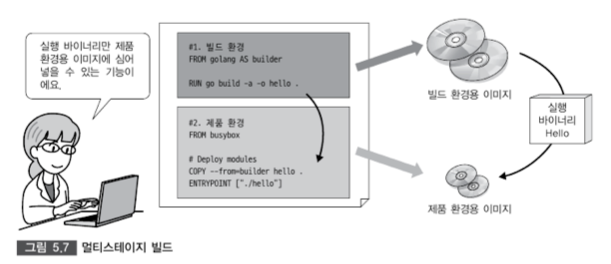 실행 바이너리만 제품
환경용 이미지에 심어
넣을 수 있는 기능이
에요.
#1. 빌드 환경
FROM golang AS builder
RUN go build -a -o hello .
#2. 제품 환경
FROM busybox
# Deploy modules
COPY --from=builder hello .
ENTRYPOINT ["./hello"]
빌드 환경용 이미지
실행
바이너리
Hello
제품 환경용 이미지
그림 5.7 멀티스테이지 빌드